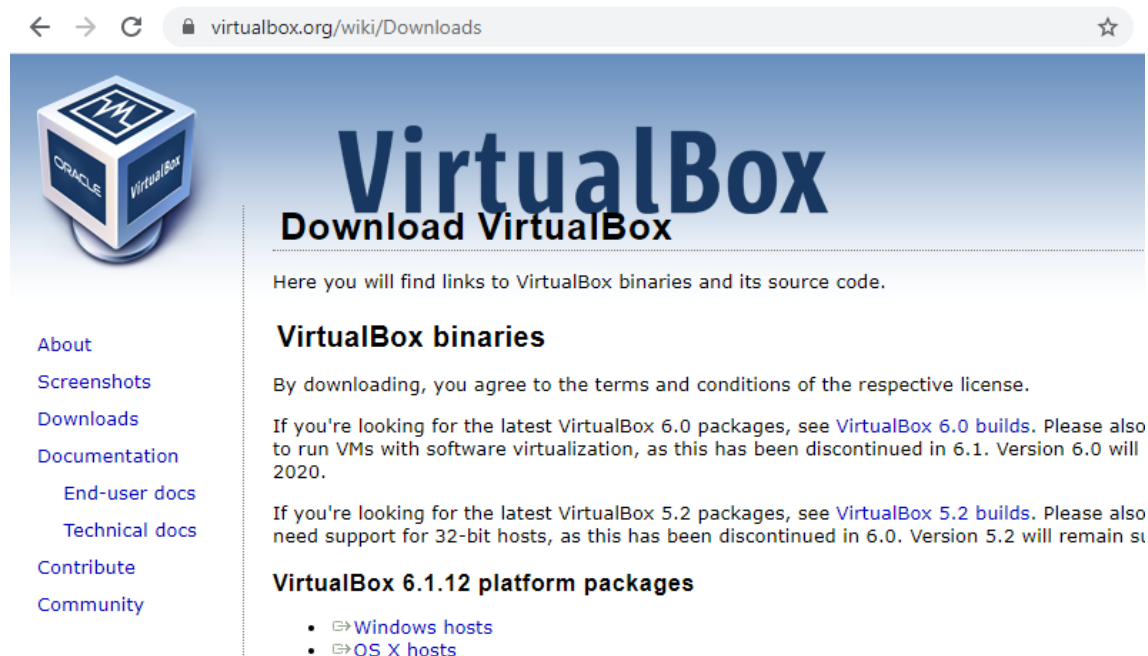 virtualbox.org/wiki/Downloads
ORACLE
VirtualBox
VirtualBox
Download VirtualBox
Here you will find links to VirtualBox binaries and its source code.
About
Screenshots
Downloads
Documentation
End-user docs
Technical docs
Contribute
Community
VirtualBox binaries
By downloading, you agree to the terms and conditions of the respective license.
If you're looking for the latest VirtualBox 6.0 packages, see VirtualBox 6.0 builds. Please also
to run VMs with software virtualization, as this has been discontinued in 6.1. Version 6.0 will
2020.
If you're looking for the latest VirtualBox 5.2 packages, see VirtualBox 5.2 builds. Please also
need support for 32-bit hosts, as this has been discontinued in 6.0. Version 5.2 will remain
VirtualBox 6.1.12 platform packages
Windows hosts
OS X hosts